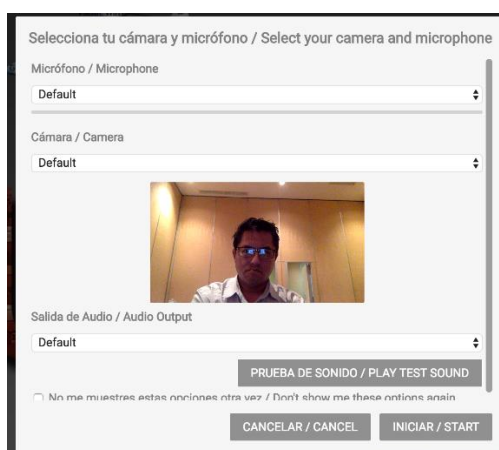 Selecciona tu cámara y micrófono / Select your camera and microphone
Micrófono / Microphone
Default
Cámara / Camera
Default
Salida de Audio / Audio Output
Default
PRUEBA DE SONIDO / PLAY TEST SOUND
No me muestres estas opciones otra vez / Don't show me these options again
CANCELAR / CANCEL
INICIAR / START